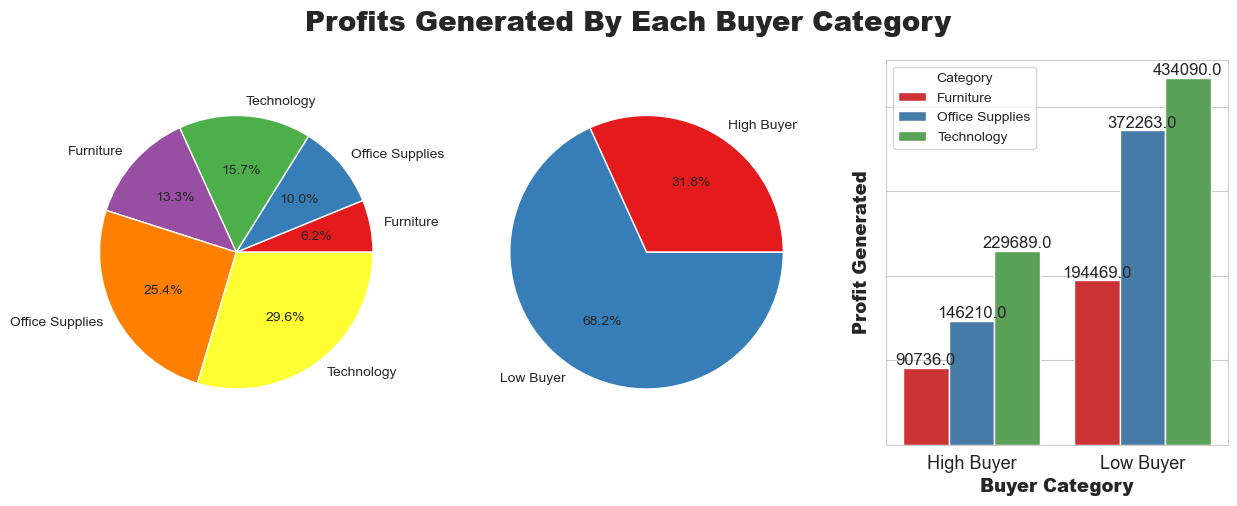 Profits Generated By Each Buyer Category
Technology
Office Supplies
Furniture
Furniture
Office Supplies
Technology
15.7%
10.0%
6.2%
13.3%
25.4%
29.6%
High Buyer
31.8%
68.2%
Low Buyer
Category
Furniture
Office Supplies
Technology
434090.0
372263.0
229689.0
194469.0
146210.0
90736.0
Profit Generated
High Buyer
Low Buyer
Buyer Category